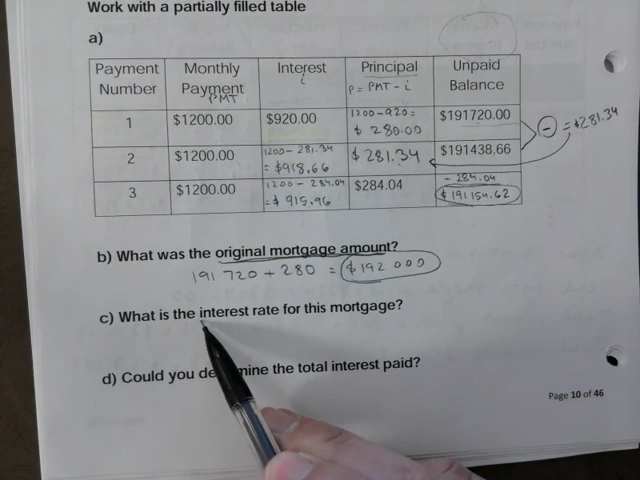 Work with a partially filled table
a)
Payment Number Monthly Payment PMT Interest i Principal P = PMT - i Unpaid Balance
1 $1200.00 $920.00 1200-920= $ 280.00 $191720.00
2 $1200.00 1200- 281.34 = $918.66 $ 281.34 $191438.66
- = $281.34
3 $1200.00 1200 - 284.04 = $ 915.96 $284.04 - 284.04 $ 191154.62
b) What was the original mortgage amount?
191 720 + 280 = $192 000
c) What is the interest rate for this mortgage?
d) Could you de mine the total interest paid?
Page 10 of 46